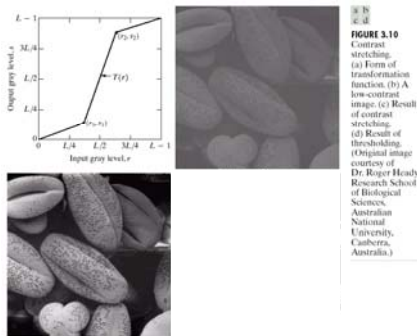 L − 1
(r₂, s₂)
3L/4
Output gray level, s
L/2
T(r)
L/4
(r₁, s₁)
0
0 L/4 L/2 3L/4 L − 1
Input gray level, r
a b
c d
FIGURE 3.10
Contrast
stretching.
(a) Form of
transformation
function. (b) A
low-contrast
image. (c) Result
of contrast
stretching.
(d) Result of
thresholding.
(Original image
courtesy of
Dr. Roger Heady,
Research School
of Biological
Sciences,
Australian
National
University,
Canberra,
Australia.)